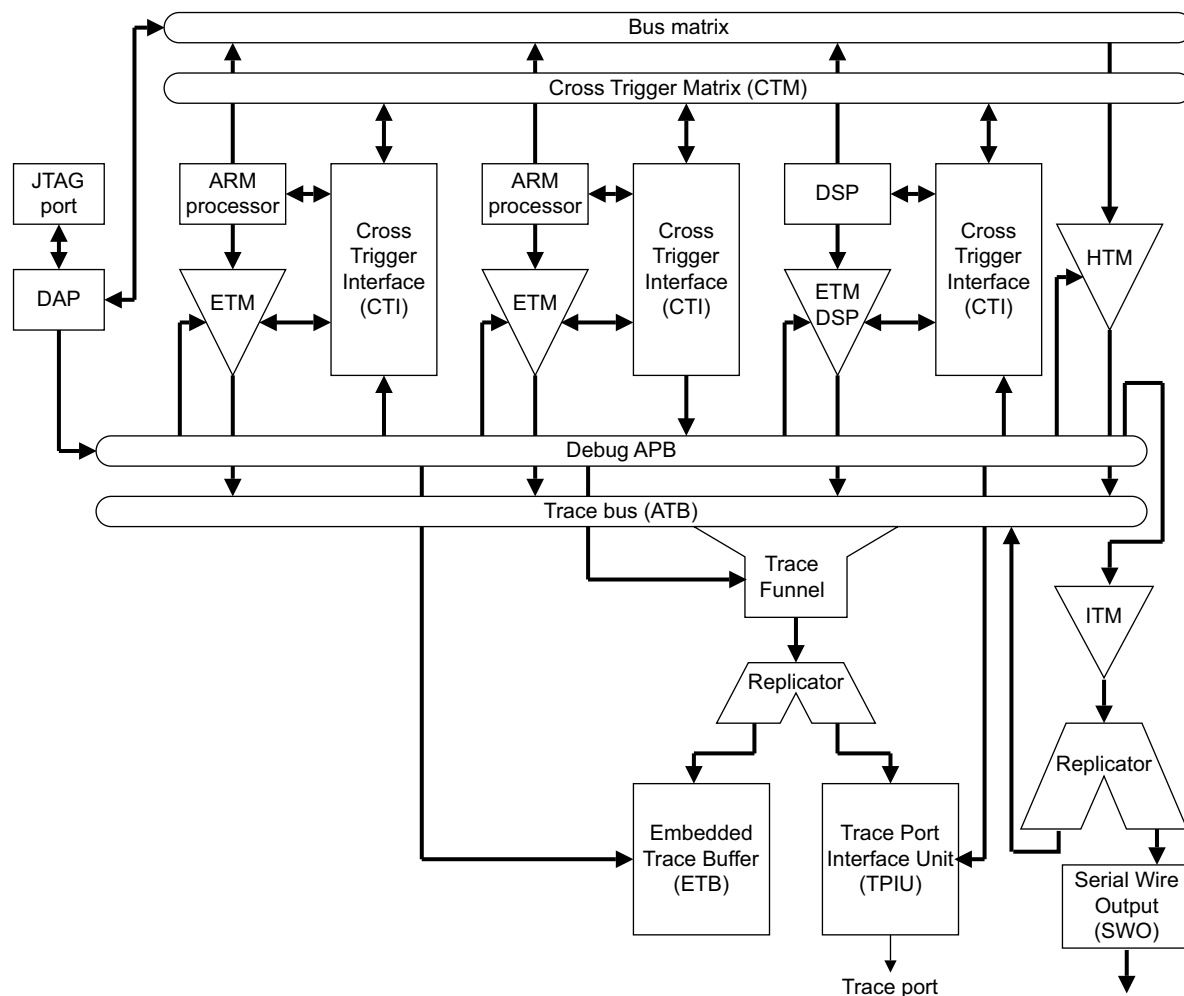 Bus matrix
Cross Trigger Matrix (CTM)
JTAG
port
ARM
processor
Cross
Trigger
Interface
(CTI)
ARM
processor
Cross
Trigger
Interface
(CTI)
DSP
Cross
Trigger
Interface
(CTI)
HTM
DAP
ETM
ETM
ETM
DSP
Debug APB
Trace bus (ATB)
Trace
Funnel
ITM
Replicator
Replicator
Embedded
Trace Buffer
(ETB)
Trace Port
Interface Unit
(TPIU)
Serial Wire
Output
(SWO)
Trace port